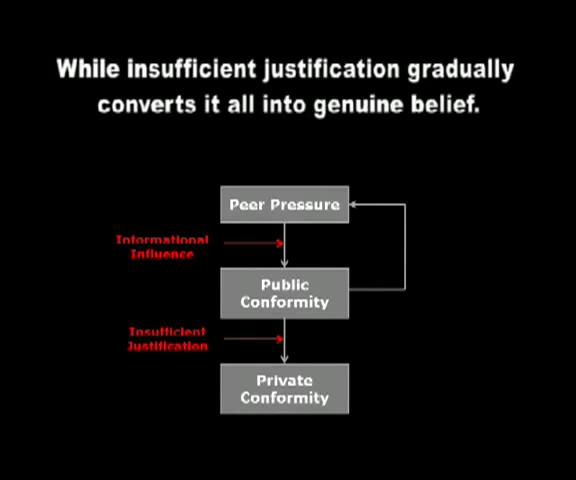 While insufficient justification gradually
converts it all into genuine belief.
Peer Pressure
Informational
Influence
Public
Conformity
Insufficient
Justification
Private
Conformity